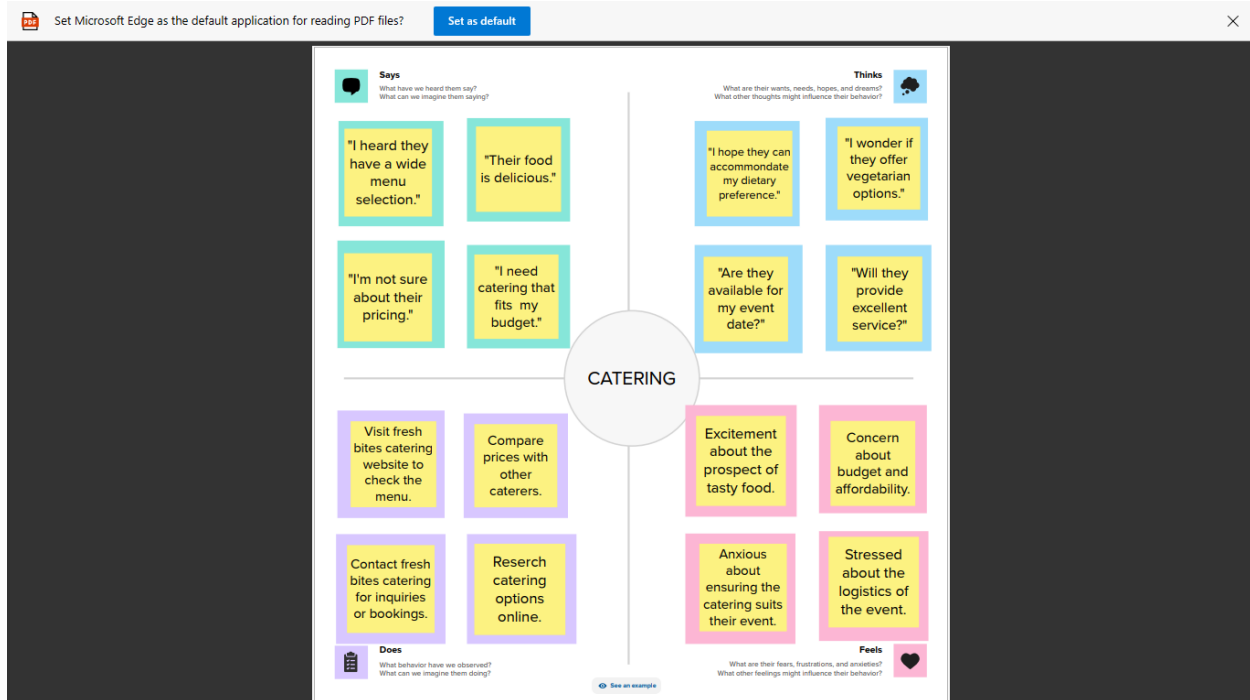 Set Microsoft Edge as the default application for reading PDF files?
Set as default
PDF
Says
What have we heard them say?
What can we imagine them saying?
Thinks
What are their wants, needs, hopes, and dreams?
What other thoughts might influence their behavior?
"I heard they
have a wide
menu
selection."
"Their food
is delicious."
"I hope they can
accommondate
my dietary
preference."
"I wonder if
they offer
vegetarian
options."
"I'm not sure
about their
pricing."
"I need
catering that
fits my
budget."
"Are they
available for
my event
date?"
"Will they
provide
excellent
service?"
CATERING
Visit fresh
bites catering
website to
check the
menu.
Compare
prices with
other
caterers.
Excitement
about the
prospect of
tasty food.
Concern
about
budget and
affordability.
Contact fresh
bites catering
for inquiries
or bookings.
Reserch
catering
options
online.
Anxious
about
ensuring the
catering suits
their event.
Stressed
about the
logistics of
the event.
Does
What behavior have we observed?
What can we imagine them doing?
Feels
What are their fears, frustrations, and anxieties?
What other feelings might influence their behavior?
See an example